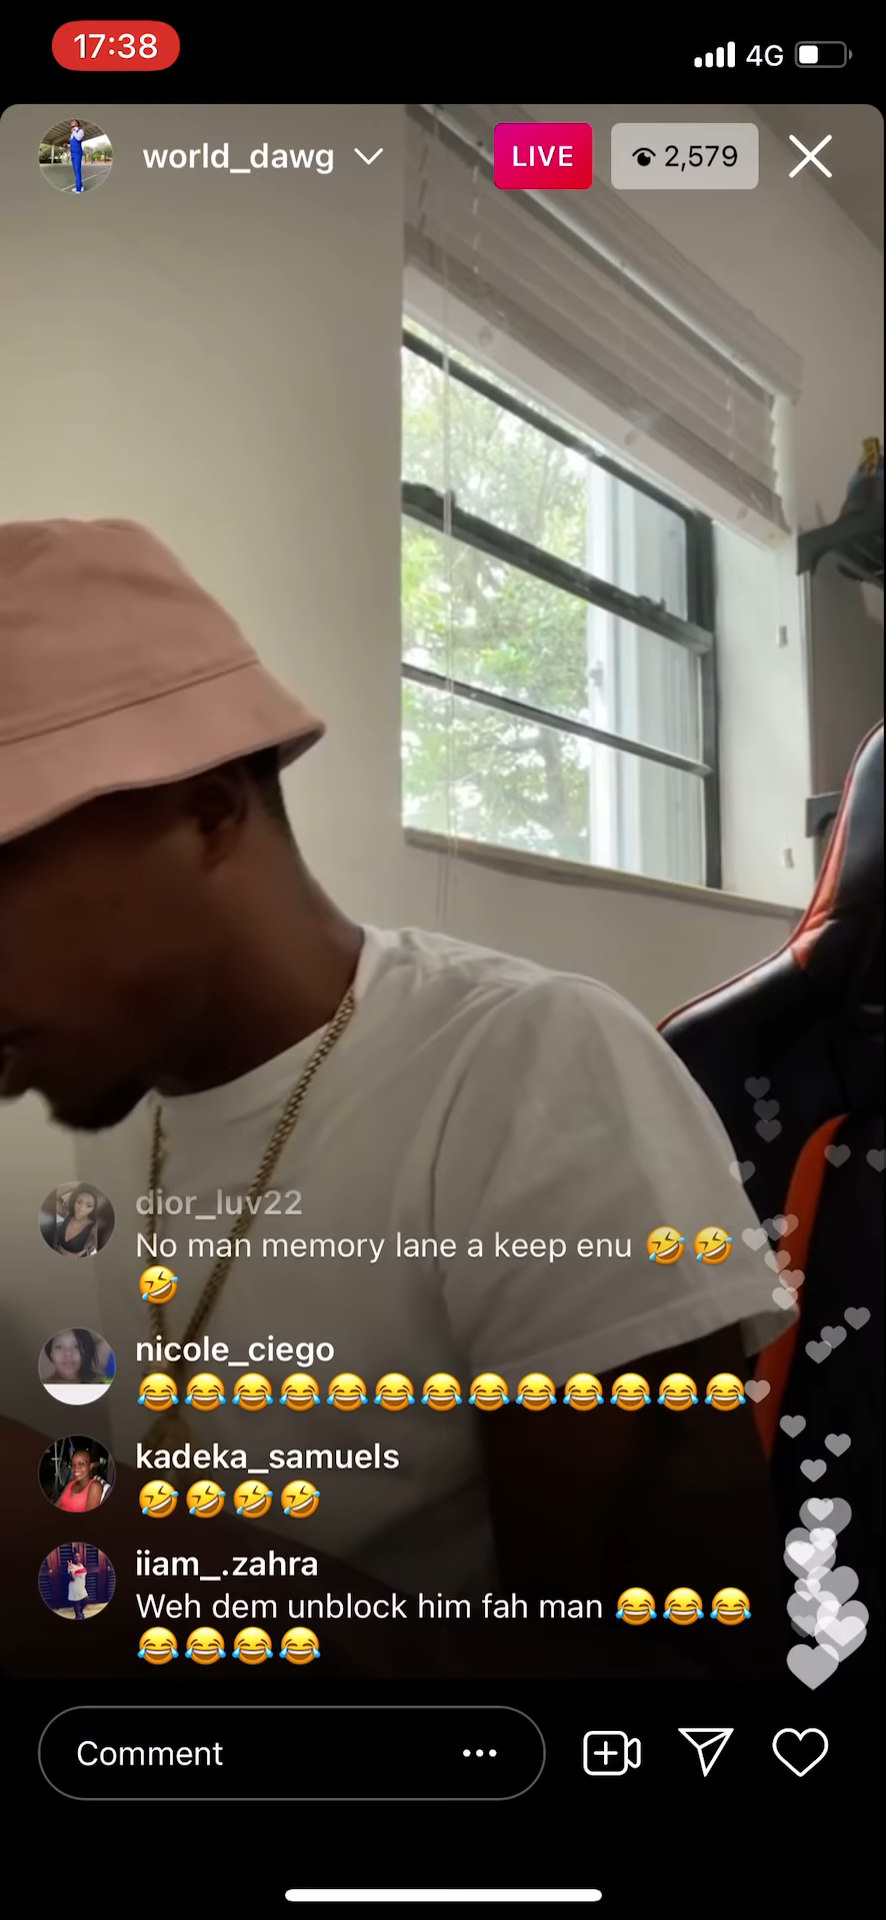 17:38
4G
world_dawg
LIVE
2,579
dior_luv22
No man memory lane a keep enu 🤣🤣
🤣
nicole_ciego
😂😂😂😂😂😂😂😂😂😂😂😂😂
kadeka_samuels
🤣🤣🤣🤣
iiam_.zahra
Weh dem unblock him fah man 😂😂😂
😂😂😂😂
Comment